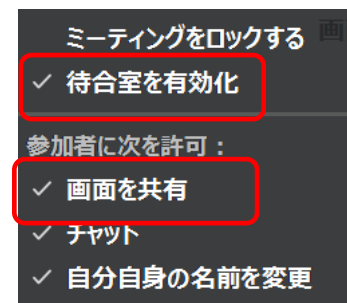 ミーティングをロックする
画
✓ 待合室を有効化
参加者に次を許可：
✓ 画面を共有
✓ チャット
✓ 自分自身の名前を変更